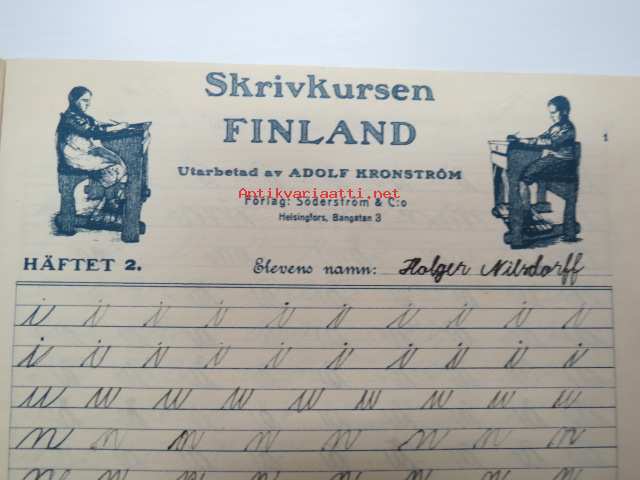 Skrivkursen
FINLAND
1
Utarbetad av ADOLF KRONSTRÖM
Antikvariaatti.net
Förlag: Söderström & C:o
Helsingfors, Bangatan 3
HÄFTET 2. Elevens namn: Holger Nilsdorff
i i i i i i i i i i
i i i i i i i i i i
u u u u u u u u u
n n n n n n n n
n n n n n n n n